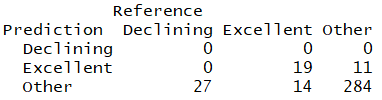 Reference
Prediction Declining Excellent Other
Declining 0 0 0
Excellent 0 19 11
Other 27 14 284